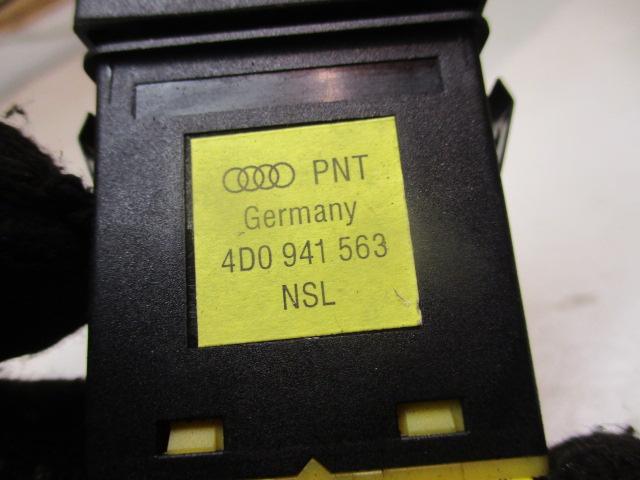 PNT
Germany
4D0 941 563
NSL